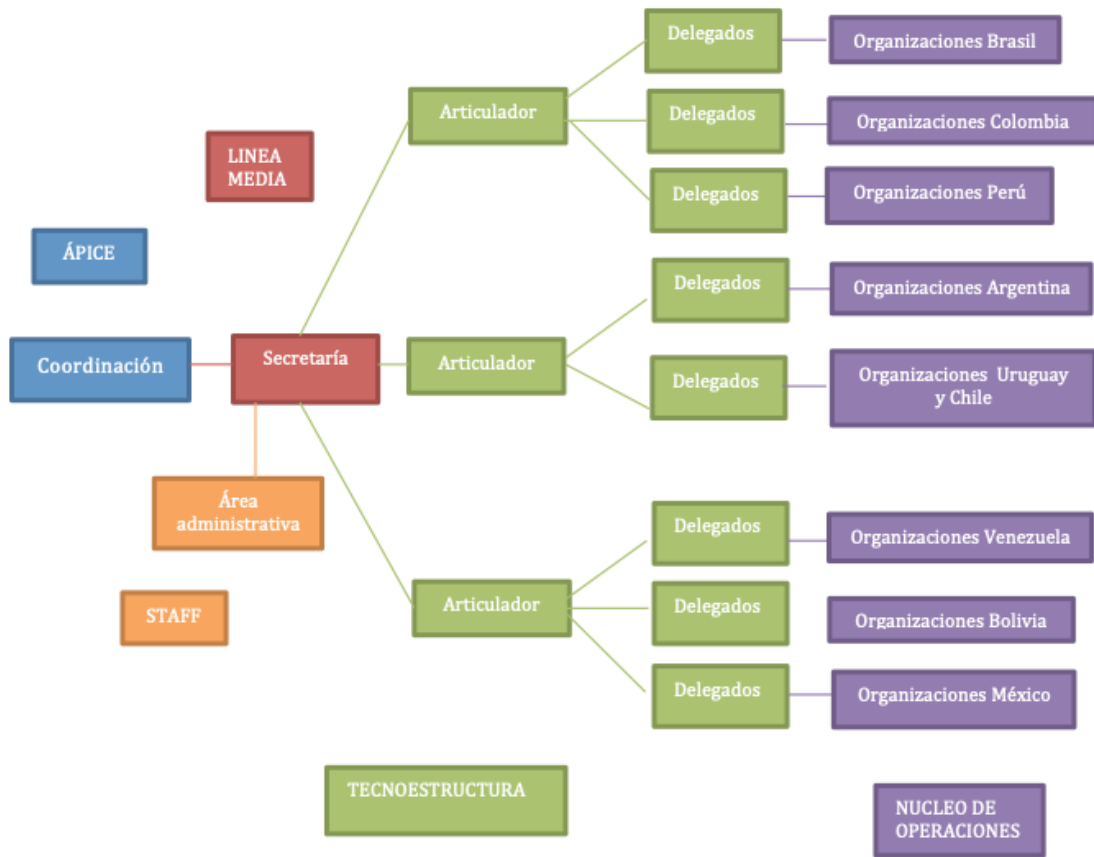 Delegados
Organizaciones Brasil
Articulador
Delegados
Organizaciones Colombia
LINEA
MEDIA
Delegados
Organizaciones Perú
ÁPICE
Delegados
Organizaciones Argentina
Coordinación
Secretaría
Articulador
Delegados
Organizaciones Uruguay
y Chile
Área
administrativa
Delegados
Organizaciones Venezuela
STAFF
Articulador
Delegados
Organizaciones Bolivia
Delegados
Organizaciones México
TECNOESTRUCTURA
NUCLEO DE
OPERACIONES